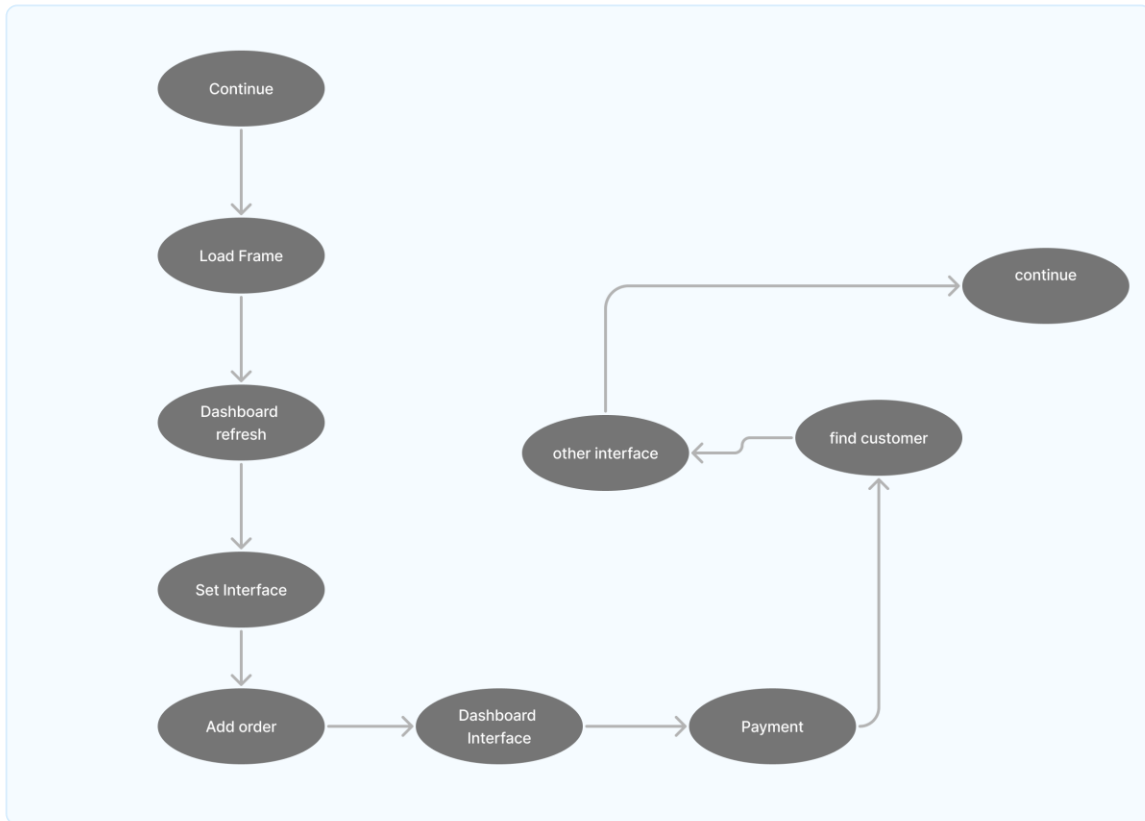 Continue
Load Frame
Dashboard
refresh
Set Interface
Add order
Dashboard
Interface
Payment
find customer
other interface
continue